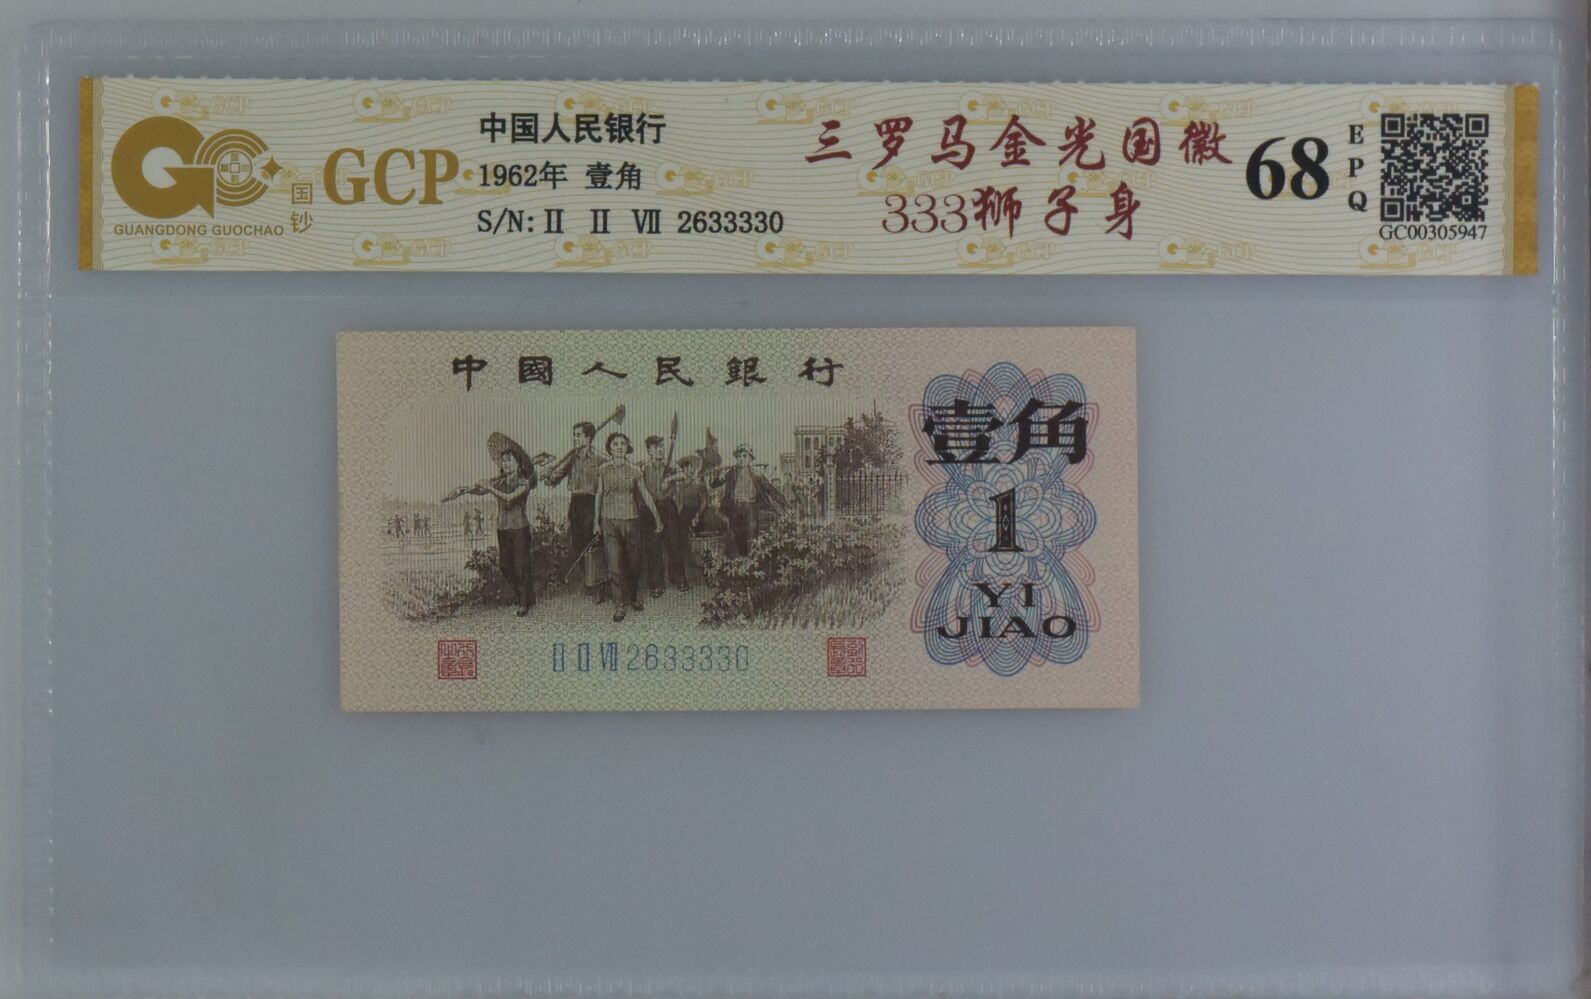 GCP
国钞
GUANGDONG GUOCHAO
中国人民银行
1962年 壹角
S/N: II II VII 2633330
三罗马金光国徽
333狮子身
68
EPQ
GC00305947
中國人民銀行
壹角
1
YI
JIAO
II II VII 2633330